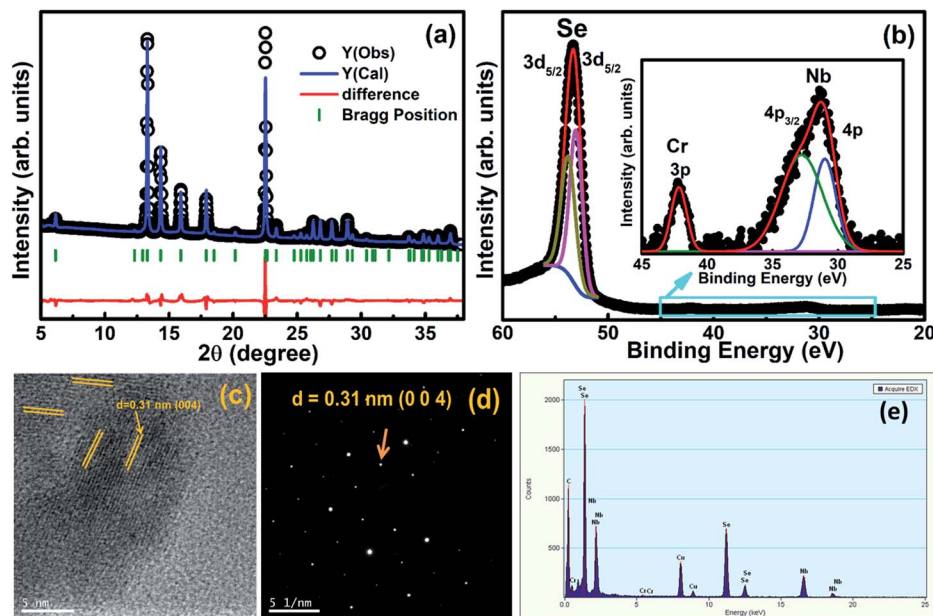 (a)
Y(Obs)
Y(Cal)
difference
Bragg Position
Intensity (arb. units)
5 10 15 20 25 30 35
2θ (degree)
(b)
Se
3d5/2 3d5/2
Intensity (arb. units)
Nb
4p3/2 4p
Cr
3p
Intensity (arb. units)
45 40 35 30 25
Binding Energy (eV)
60 50 40 30 20
Binding Energy (eV)
(c)
d=0.31 nm (004)
5 nm
(d)
d = 0.31 nm (0 0 4)
5 1/nm
(e)
Acquire EDX
2000
1500
1000
500
Counts
Se
Se
C
Nb
Nb
Nb
Cr
Cr Cr
Cu
Cu
Se
Se
Se
Nb
Nb
Nb
0.0 5 10 15 20 25
Energy (keV)